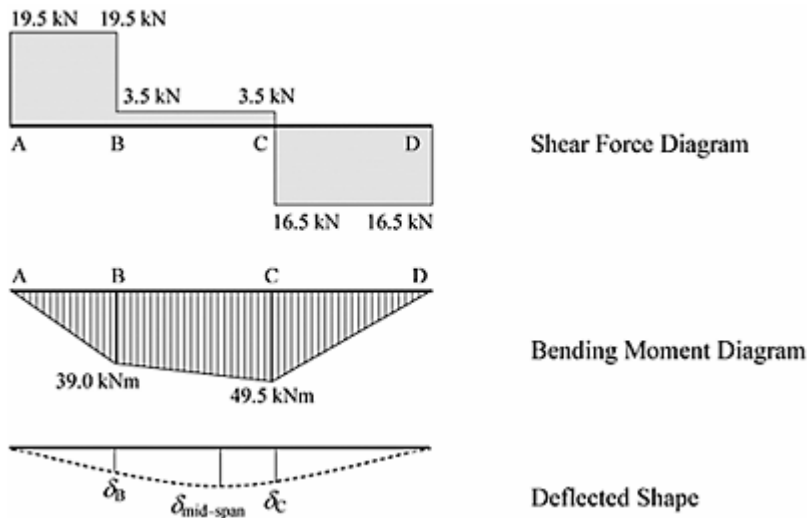 19.5 kN 19.5 kN
3.5 kN 3.5 kN
A B C D
Shear Force Diagram
16.5 kN 16.5 kN
A B C D
Bending Moment Diagram
39.0 kNm
49.5 kNm
δB δmid-span δC
Deflected Shape